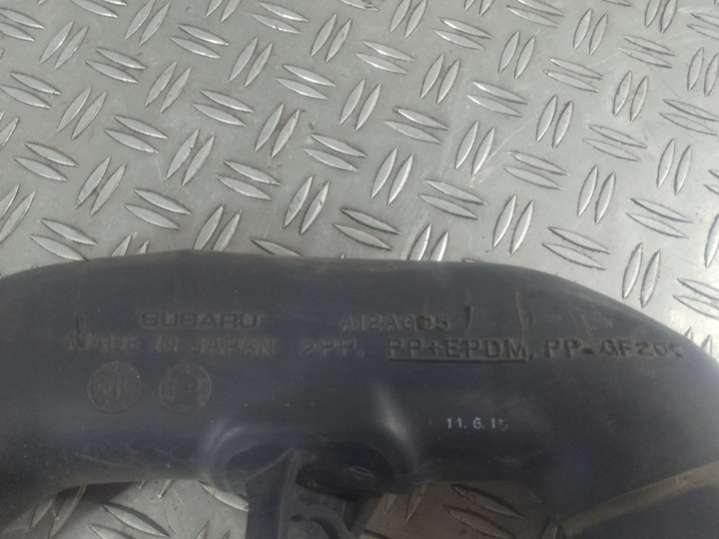 SUBARU A12AG05
MADE IN JAPAN >PP, PP+EPDM, PP-GF20<
11.6.15